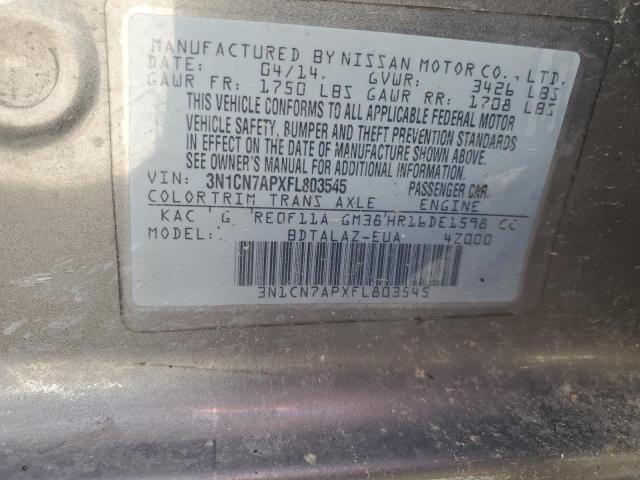 MANUFACTURED BY NISSAN MOTOR CO., LTD.
DATE: 04/14. GVWR: 3426 LBS
GAWR FR: 1750 LBS GAWR RR: 1708 LBS
THIS VEHICLE CONFORMS TO ALL APPLICABLE FEDERAL MOTOR
VEHICLE SAFETY, BUMPER AND THEFT PREVENTION STANDARDS
IN EFFECT ON THE DATE OF MANUFACTURE SHOWN ABOVE.
SEE OWNER'S MANUAL FOR ADDITIONAL INFORMATION
VIN: 3N1CN7APXFL803545 PASSENGER CAR
COLOR TRIM TRANS AXLE ENGINE
KAC G RE0F11A-GM38 HR16DE1598 CC
MODEL: BDTALAZ-EUA 4Z000
3N1CN7APXFL803545